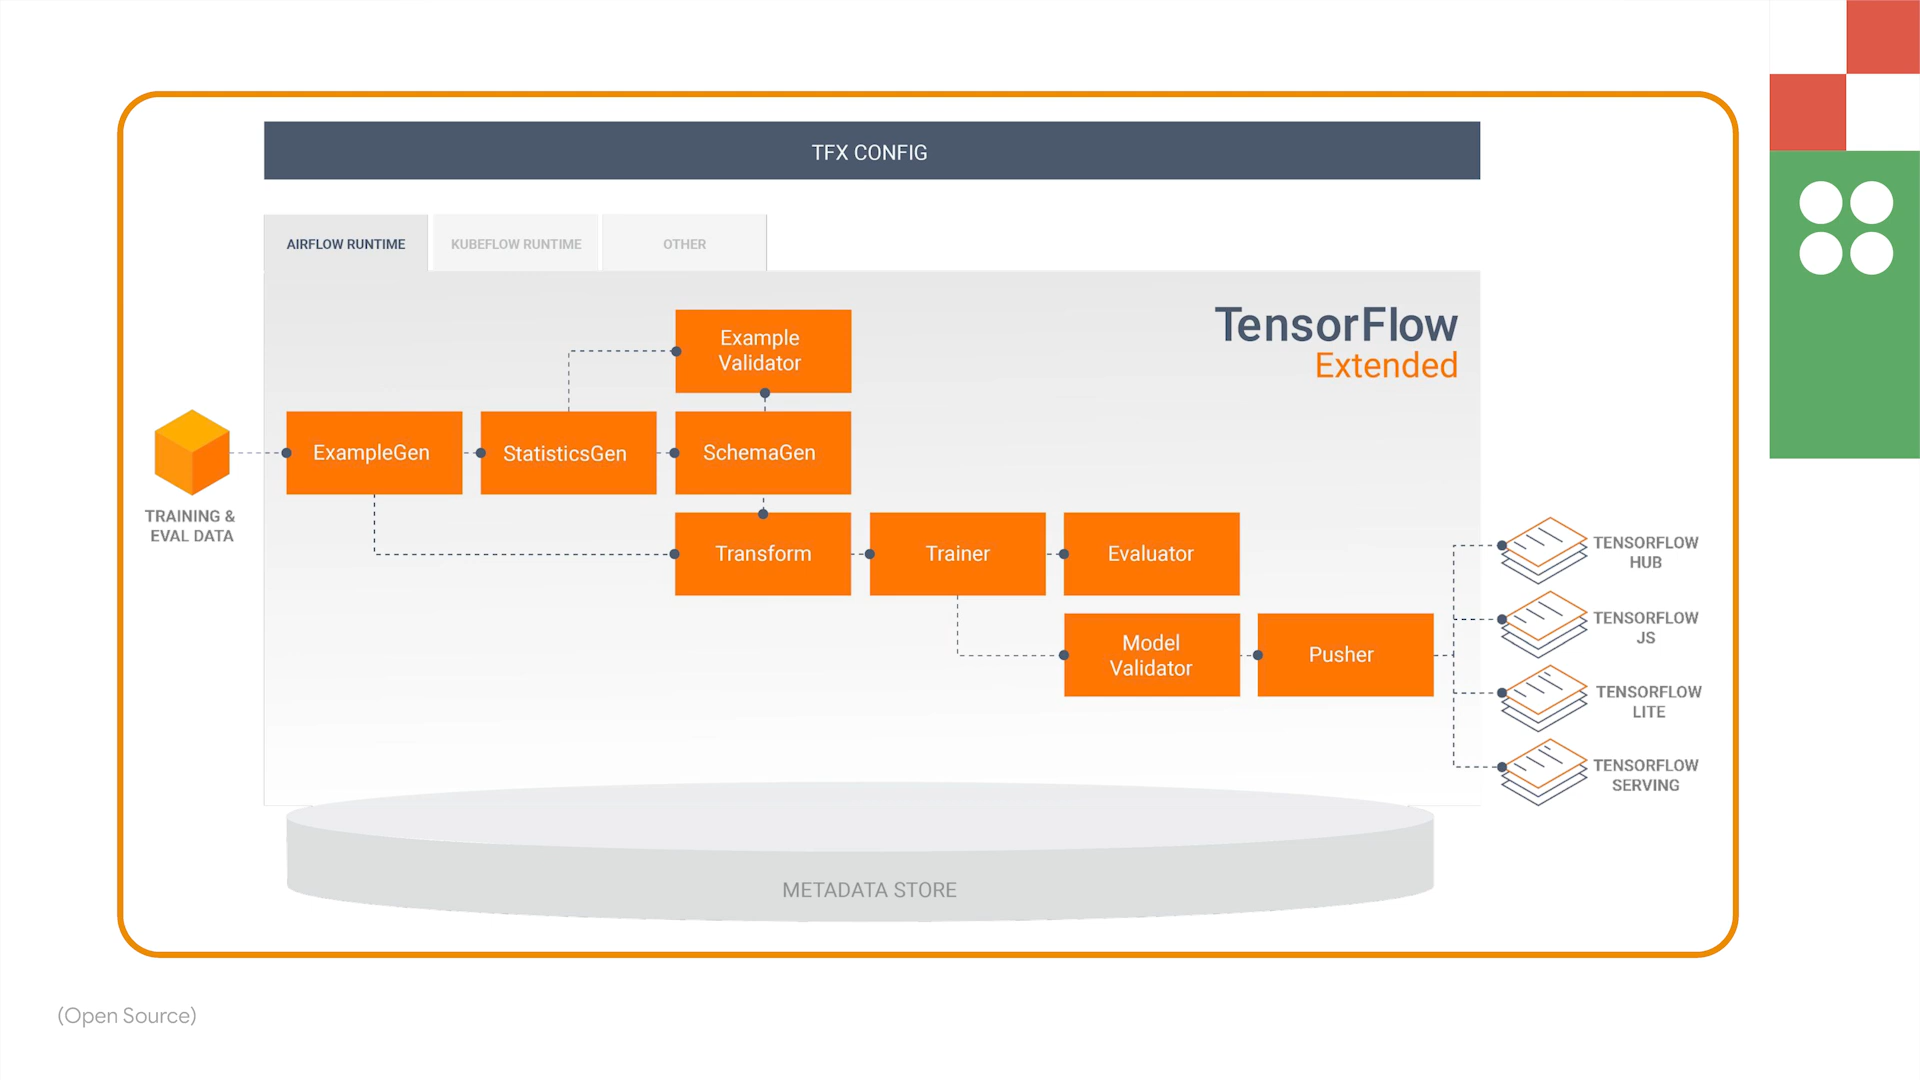 TFX CONFIG
AIRFLOW RUNTIME
KUBEFLOW RUNTIME
OTHER
TensorFlow
Extended
Example
Validator
ExampleGen
StatisticsGen
SchemaGen
TRAINING &
EVAL DATA
Transform
Trainer
Evaluator
Model
Validator
Pusher
TENSORFLOW
HUB
TENSORFLOW
JS
TENSORFLOW
LITE
TENSORFLOW
SERVING
METADATA STORE
(Open Source)